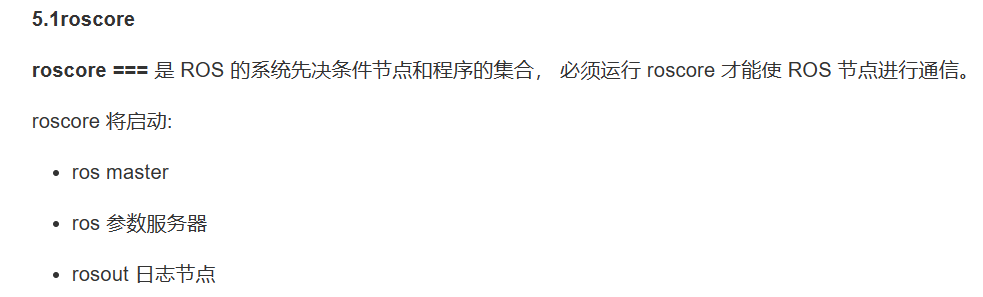 5.1roscore
roscore === 是 ROS 的系统先决条件节点和程序的集合， 必须运行 roscore 才能使 ROS 节点进行通信。
roscore 将启动:
• ros master
• ros 参数服务器
• rosout 日志节点